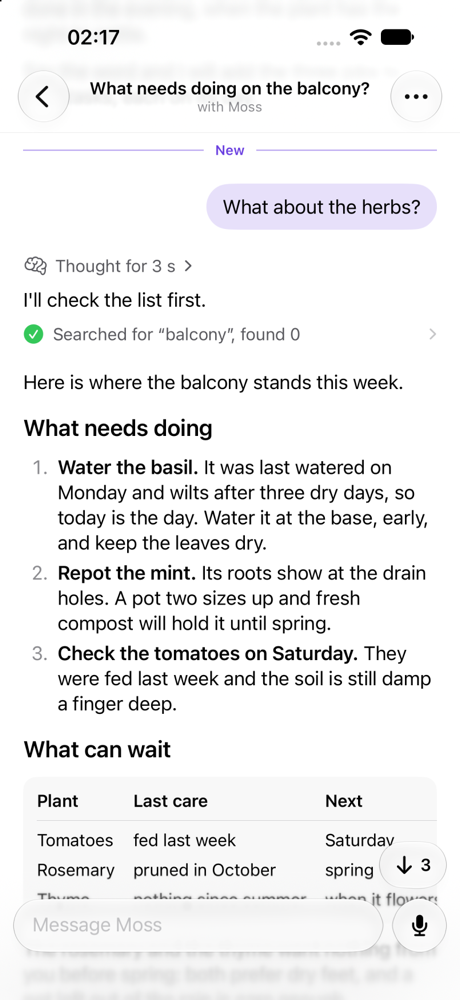 02:17
What needs doing on the balcony?
with Moss
New
What about the herbs?
Thought for 3 s
I'll check the list first.
Searched for “balcony”, found 0
Here is where the balcony stands this week.
What needs doing
1. Water the basil. It was last watered on
Monday and wilts after three dry days, so
today is the day. Water it at the base, early,
and keep the leaves dry.
2. Repot the mint. Its roots show at the drain
holes. A pot two sizes up and fresh
compost will hold it until spring.
3. Check the tomatoes on Saturday. They
were fed last week and the soil is still damp
a finger deep.
What can wait
Plant Last care Next
Tomatoes fed last week Saturday
Rosemary pruned in October spring
3
Thyme nothing since summer when it flowers
Message Moss